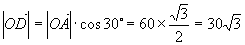 |OD⃗| = |OA⃗| · cos 30° = 60 × √3/2 = 30√3